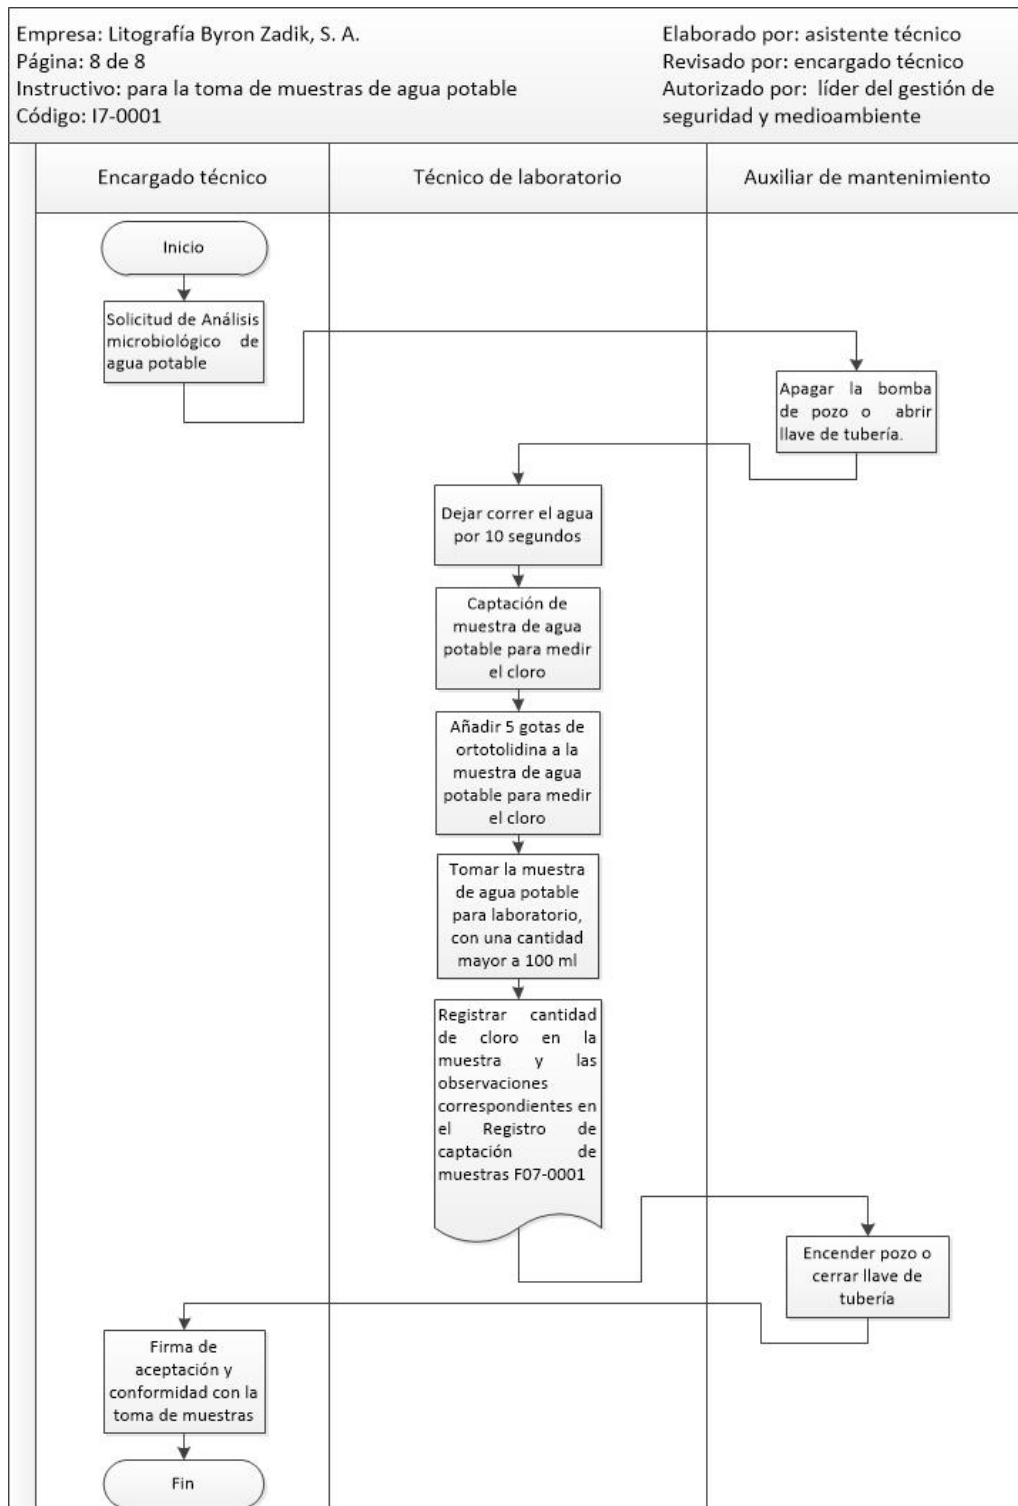 Empresa: Litografía Byron Zadik, S. A.
Página: 8 de 8
Instructivo: para la toma de muestras de agua potable
Código: I7-0001
Elaborado por: asistente técnico
Revisado por: encargado técnico
Autorizado por: líder del gestión de
seguridad y medioambiente
Encargado técnico
Técnico de laboratorio
Auxiliar de mantenimiento
Inicio
Solicitud de Análisis
microbiológico de
agua potable
Apagar la bomba
de pozo o abrir
llave de tubería.
Dejar correr el agua
por 10 segundos
Captación de
muestra de agua
potable para medir
el cloro
Añadir 5 gotas de
ortotolidina a la
muestra de agua
potable para medir
el cloro
Tomar la muestra
de agua potable
para laboratorio,
con una cantidad
mayor a 100 ml
Registrar cantidad
de cloro en la
muestra y las
observaciones
correspondientes en
el Registro de
captación de
muestras F07-0001
Encender pozo o
cerrar llave de
tubería
Firma de
aceptación y
conformidad con la
toma de muestras
Fin